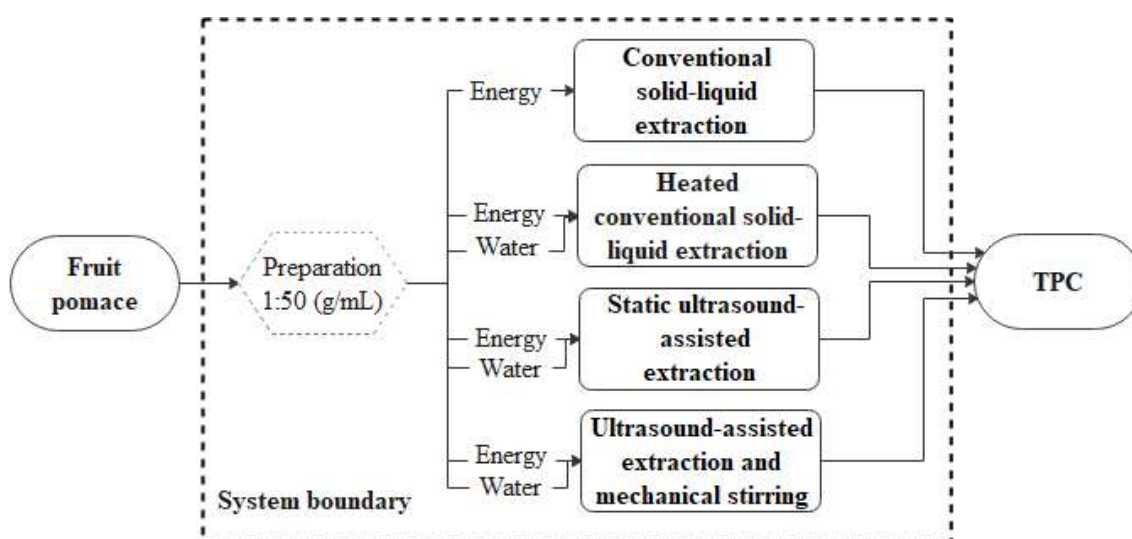 Fruit
pomace
Preparation
1:50 (g/mL)
Energy
Conventional
solid-liquid
extraction
Energy
Water
Heated
conventional solid-
liquid extraction
Energy
Water
Static ultrasound-
assisted
extraction
Energy
Water
Ultrasound-assisted
extraction and
mechanical stirring
TPC
System boundary